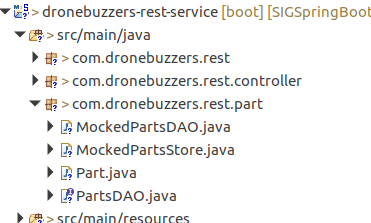 > dronebuzzers-rest-service [boot] [SIGSpringBoot
> src/main/java
> com.dronebuzzers.rest
> com.dronebuzzers.rest.controller
> com.dronebuzzers.rest.part
MockedPartsDAO.java
MockedPartsStore.java
Part.java
PartsDAO.java
> src/main/resources